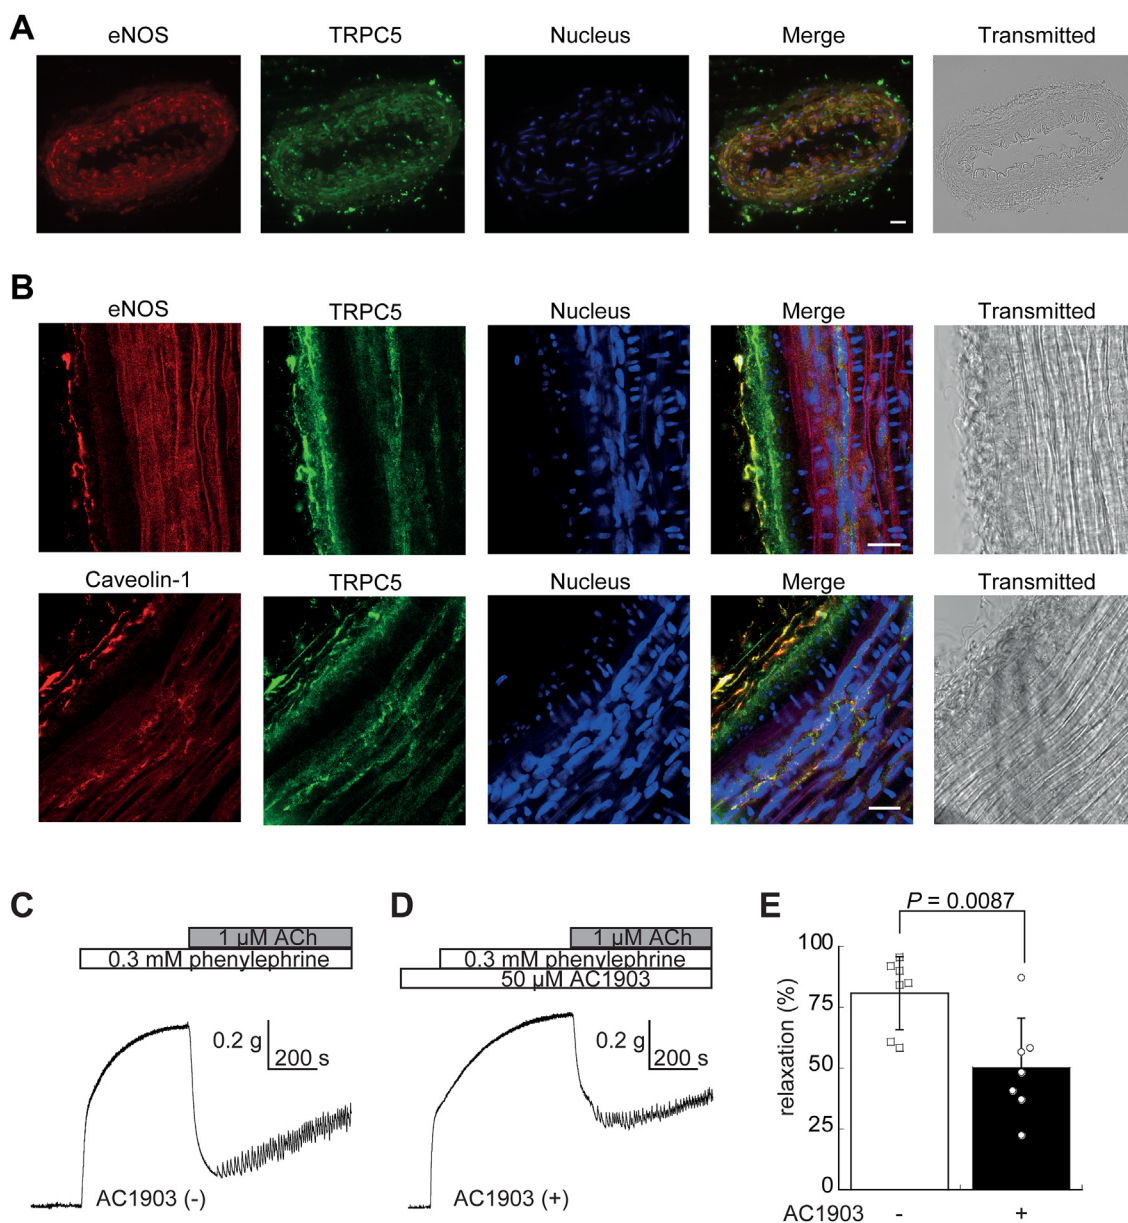 A
eNOS TRPC5 Nucleus Merge Transmitted
B
eNOS TRPC5 Nucleus Merge Transmitted
Caveolin-1 TRPC5 Nucleus Merge Transmitted
C
1 µM ACh
0.3 mM phenylephrine
0.2 g
200 s
AC1903 (-)
D
1 µM ACh
0.3 mM phenylephrine
50 µM AC1903
0.2 g
200 s
AC1903 (+)
E
P = 0.0087
100
75
50
25
0
relaxation (%)
AC1903 - +